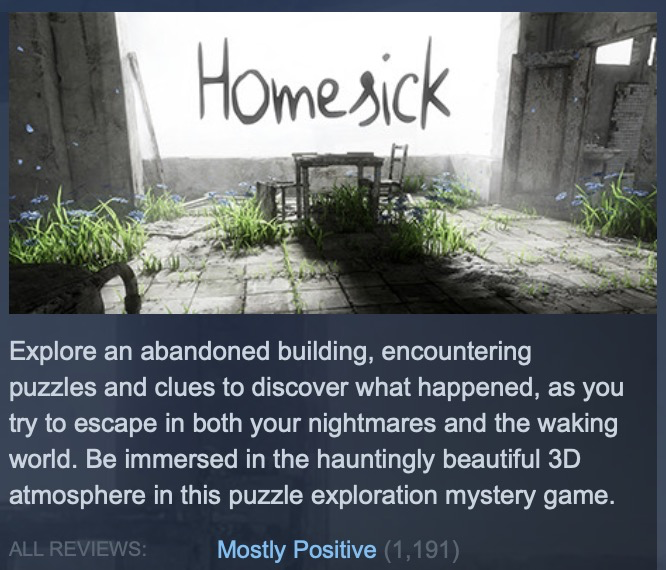 Homesick
Explore an abandoned building, encountering
puzzles and clues to discover what happened, as you
try to escape in both your nightmares and the waking
world. Be immersed in the hauntingly beautiful 3D
atmosphere in this puzzle exploration mystery game.
ALL REVIEWS: Mostly Positive (1,191)